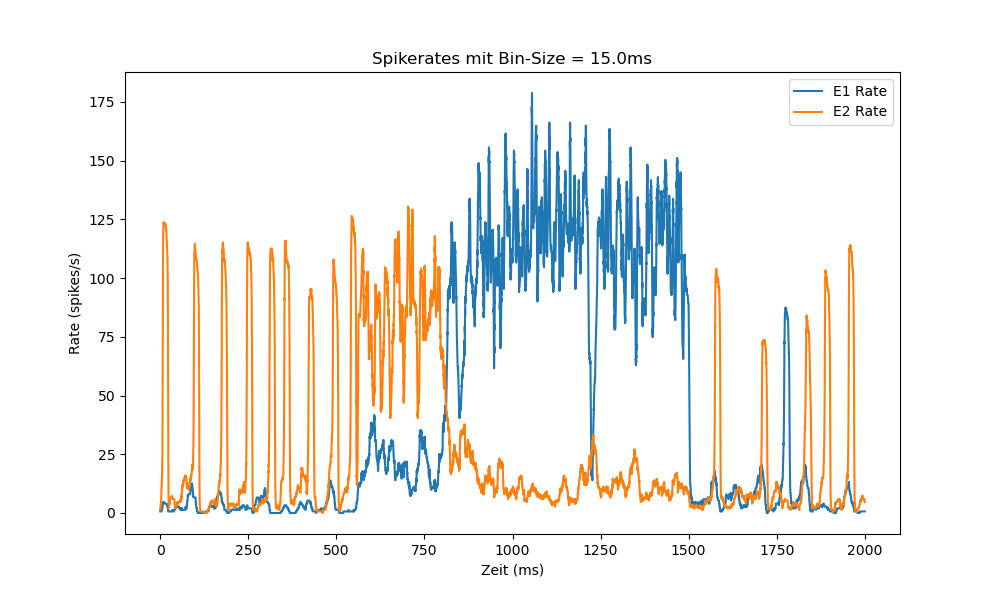 Spikerates mit Bin-Size = 15.0ms
E1 Rate
E2 Rate
Rate (spikes/s)
175
150
125
100
75
50
25
0
0 250 500 750 1000 1250 1500 1750 2000
Zeit (ms)